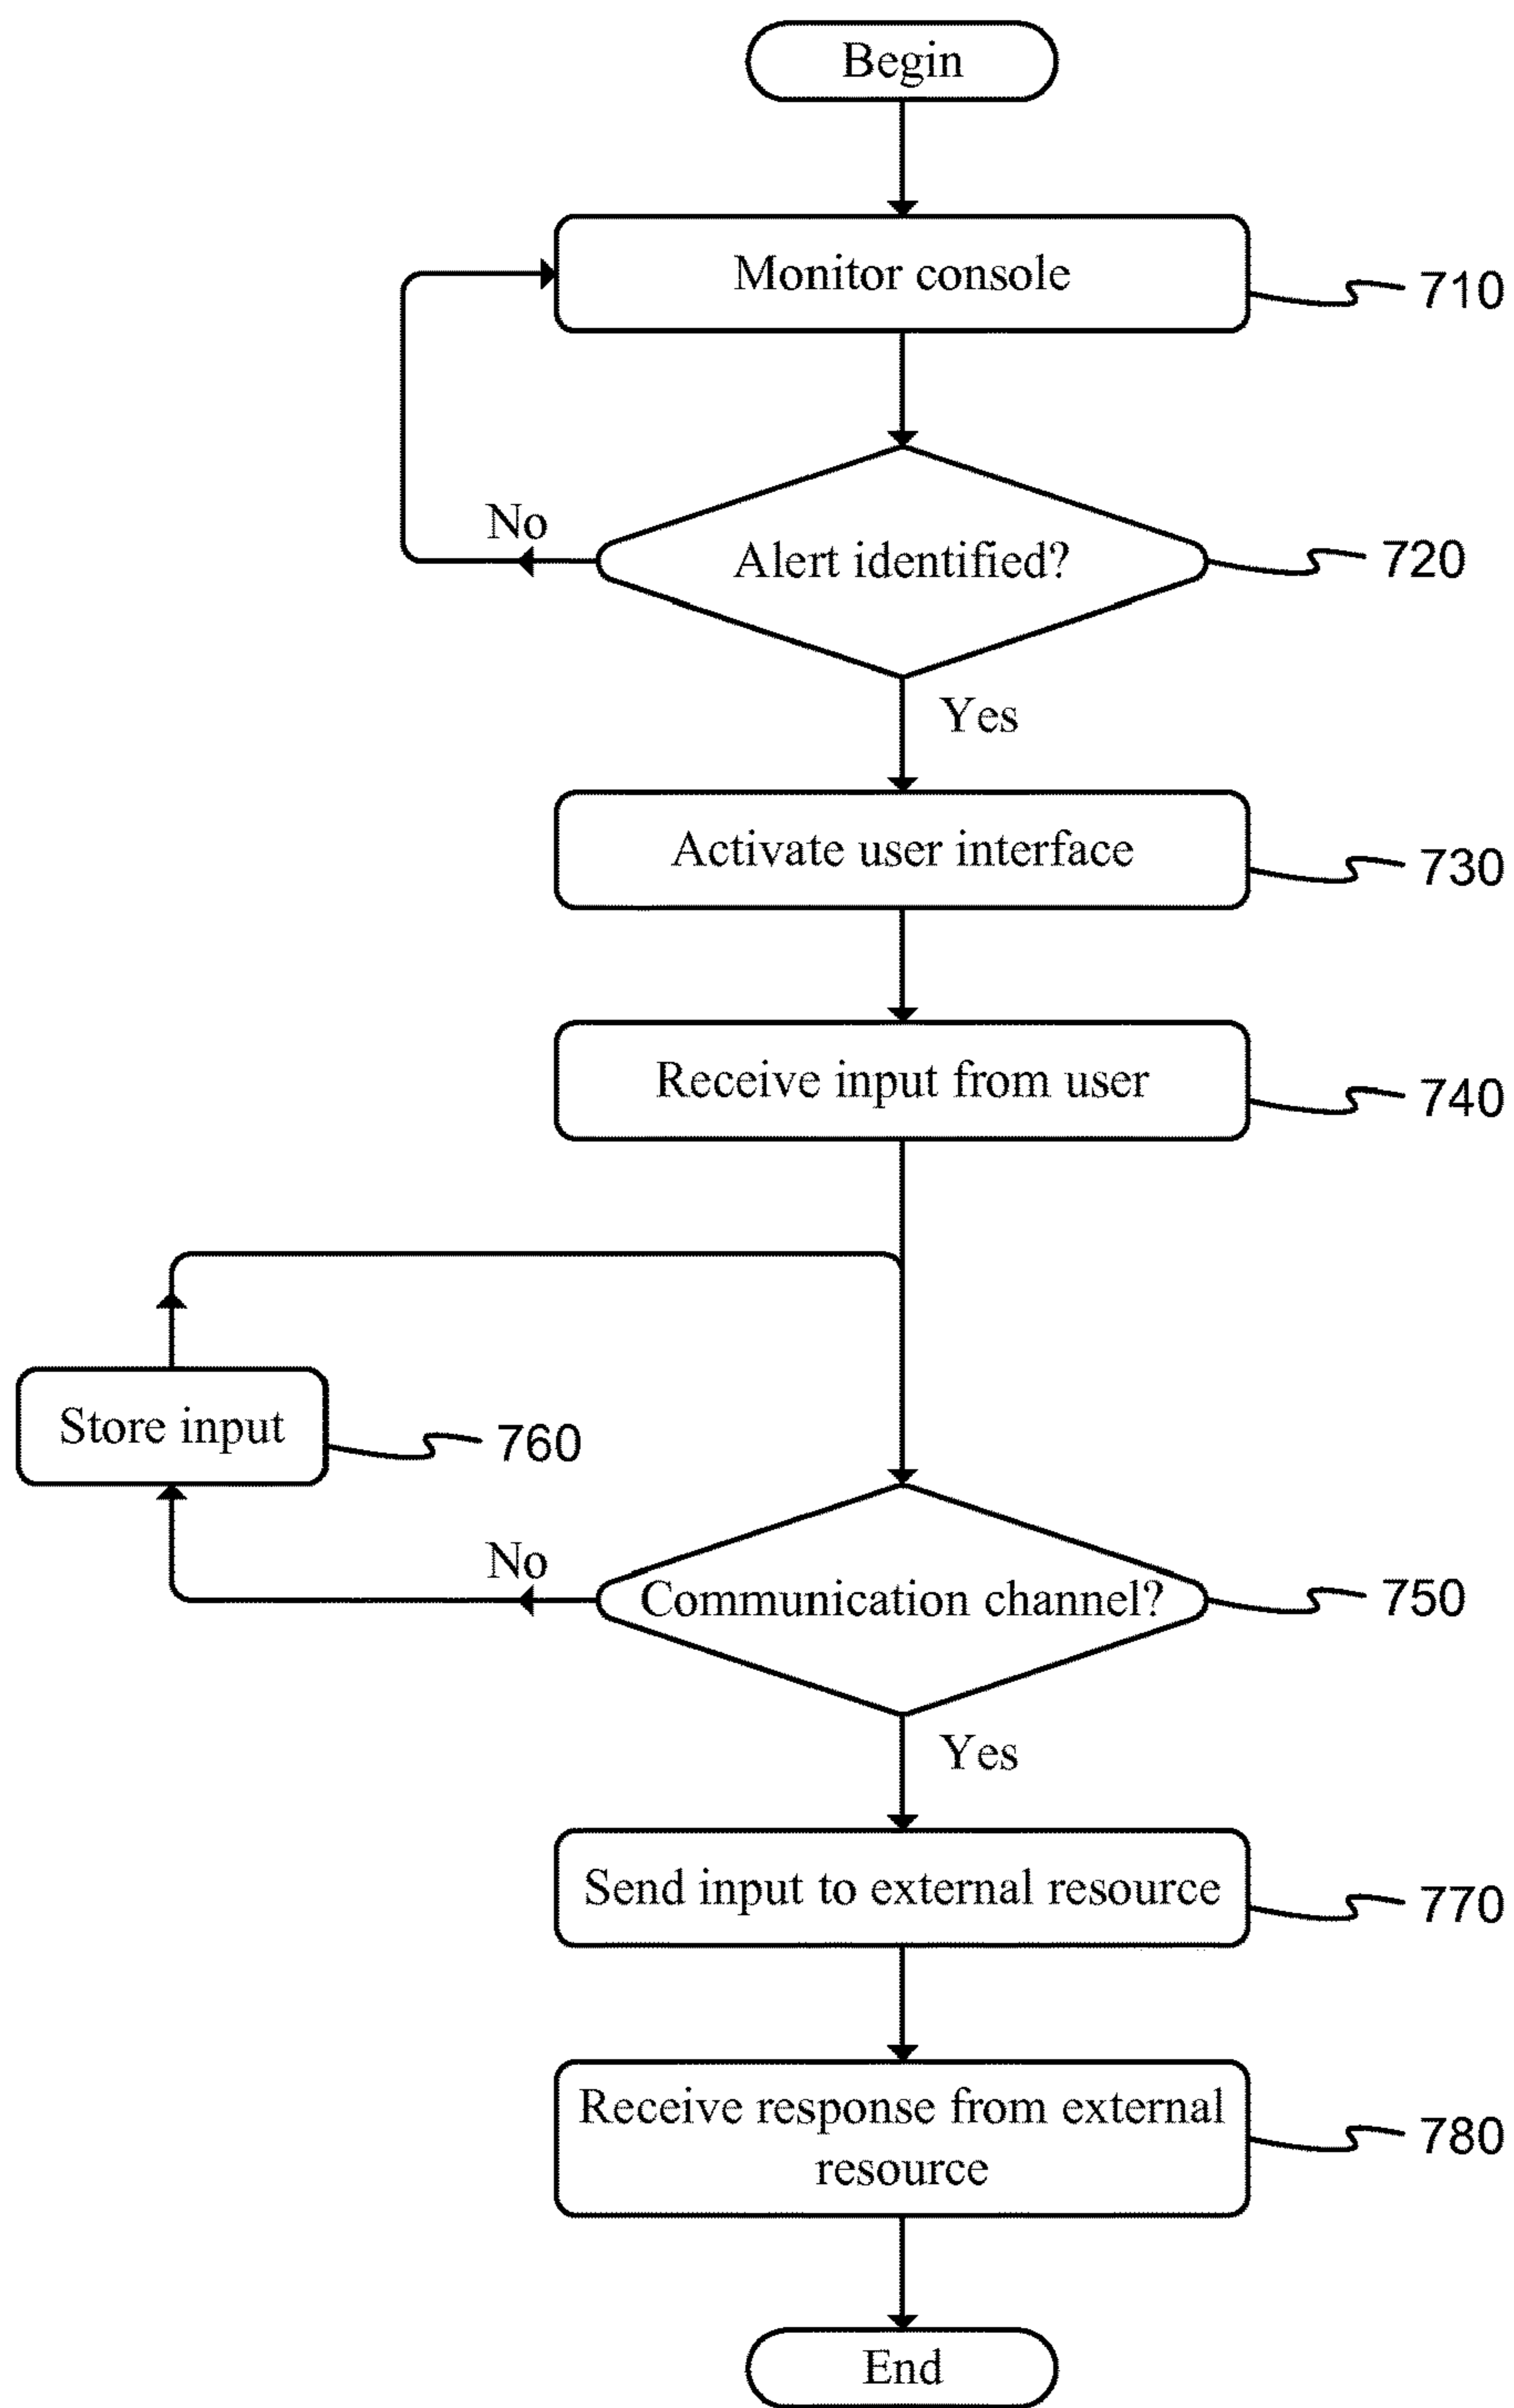 Begin
Monitor console
710
No
Alert identified?
720
Yes
Activate user interface
730
Receive input from user
740
Store input
760
No
Communication channel?
750
Yes
Send input to external resource
770
Receive response from external
resource
780
End